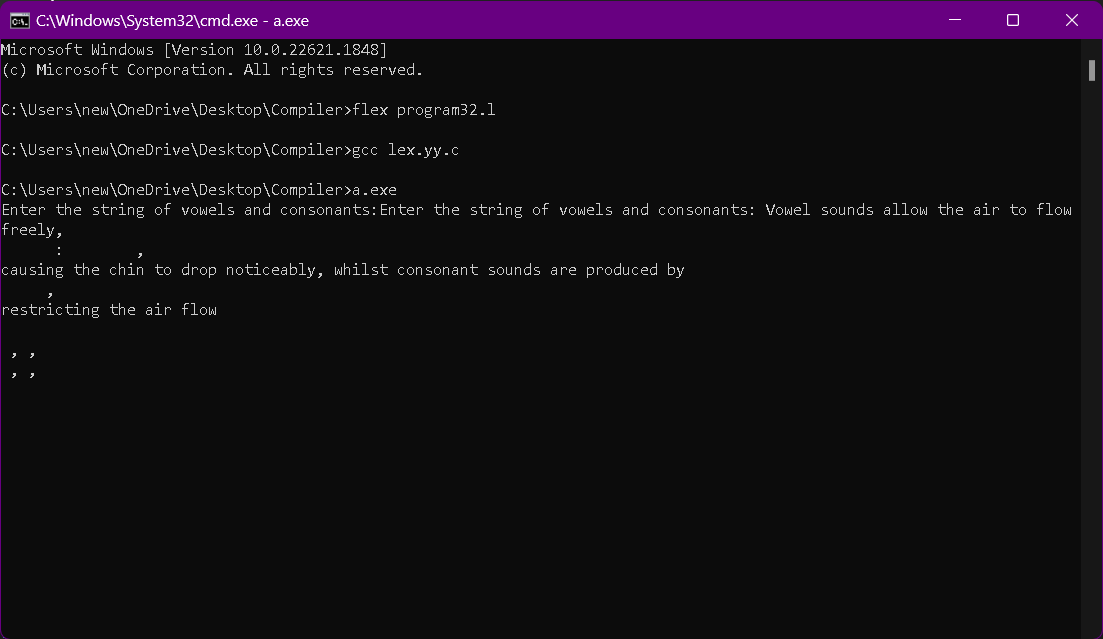 C:\Windows\System32\cmd.exe - a.exe
Microsoft Windows [Version 10.0.22621.1848]
(c) Microsoft Corporation. All rights reserved.
C:\Users\new\OneDrive\Desktop\Compiler>flex program32.l
C:\Users\new\OneDrive\Desktop\Compiler>gcc lex.yy.c
C:\Users\new\OneDrive\Desktop\Compiler>a.exe
Enter the string of vowels and consonants:Enter the string of vowels and consonants: Vowel sounds allow the air to flow
freely,
      :        ,
causing the chin to drop noticeably, whilst consonant sounds are produced by
     ,
restricting the air flow
 , ,
 , ,